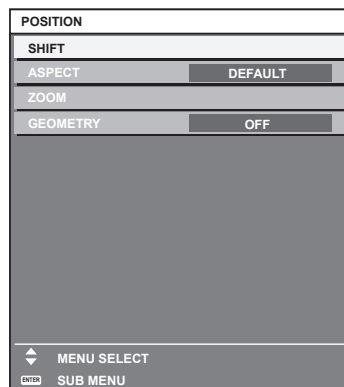 POSITION
SHIFT
ASPECT DEFAULT
ZOOM
GEOMETRY OFF
MENU SELECT
ENTER SUB MENU